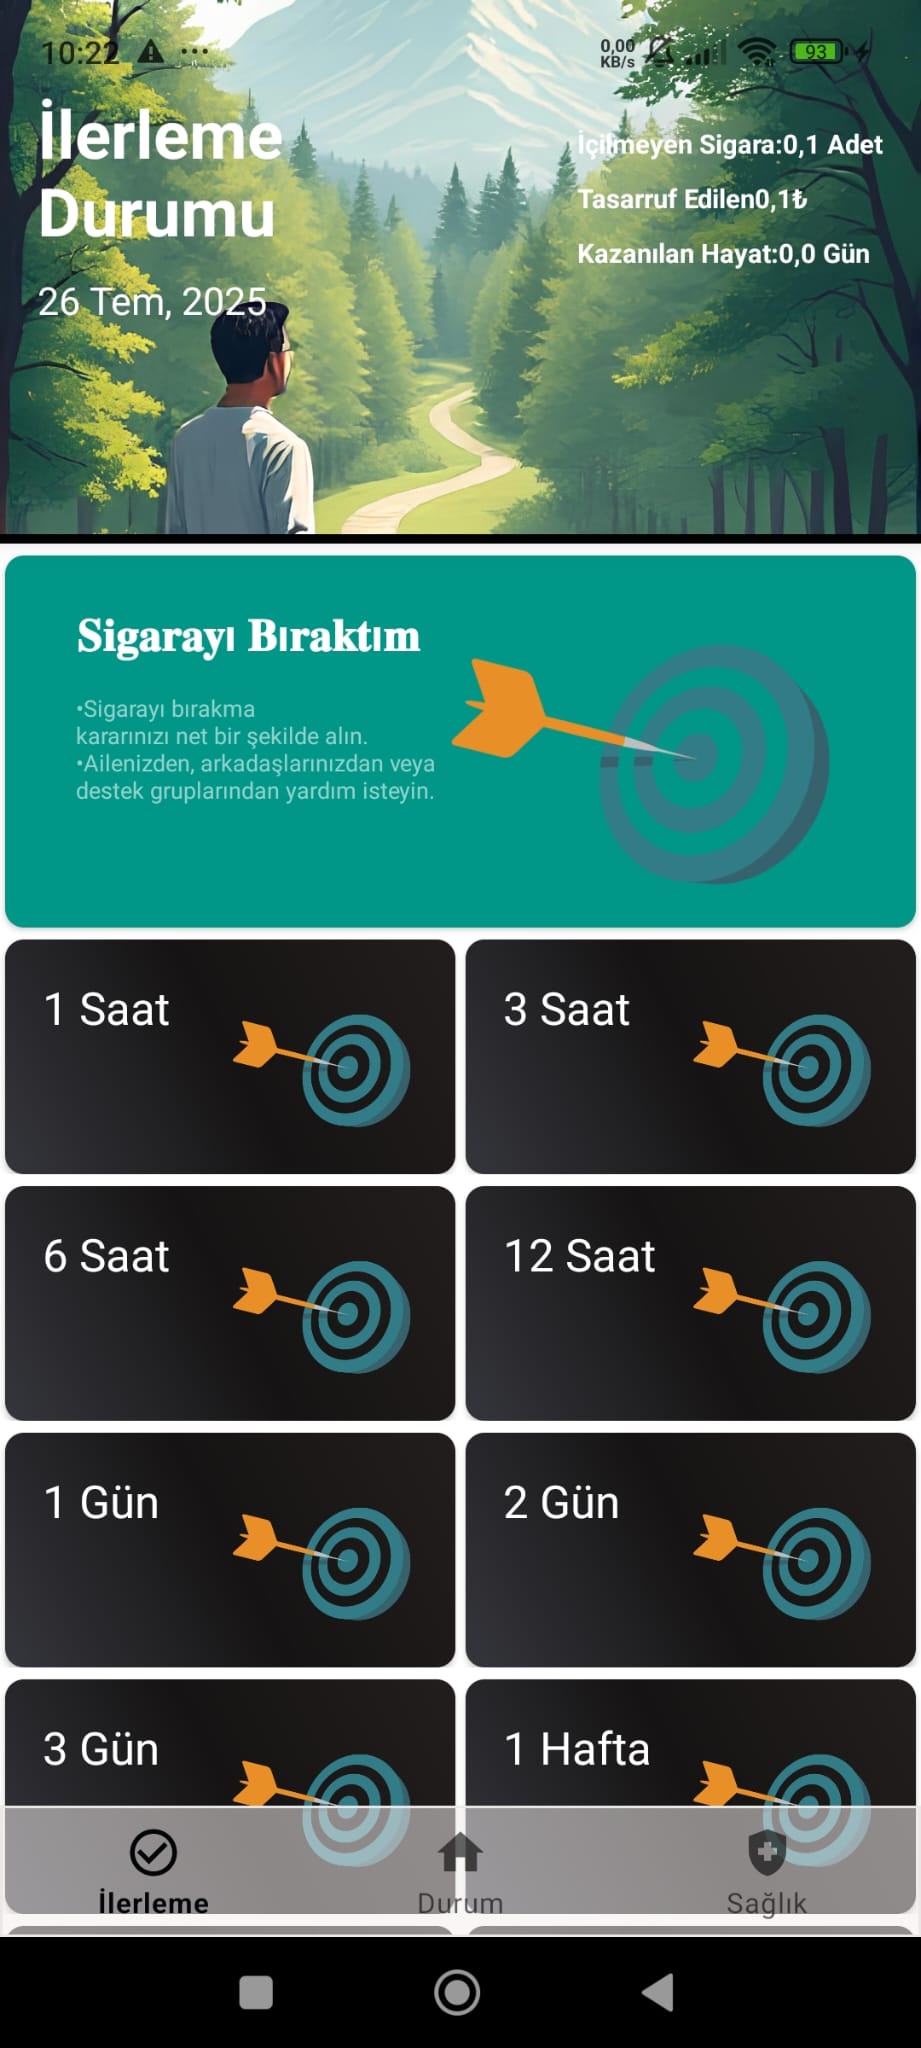 10:22
0,00
KB/s
93
İlerleme
Durumu
26 Tem, 2025
İçilmeyen Sigara:0,1 Adet
Tasarruf Edilen0,1₺
Kazanılan Hayat:0,0 Gün
Sigarayı Bıraktım
•Sigarayı bırakma
kararınızı net bir şekilde alın.
•Ailenizden, arkadaşlarınızdan veya
destek gruplarından yardım isteyin.
1 Saat
3 Saat
6 Saat
12 Saat
1 Gün
2 Gün
3 Gün
1 Hafta
İlerleme
Durum
Sağlık